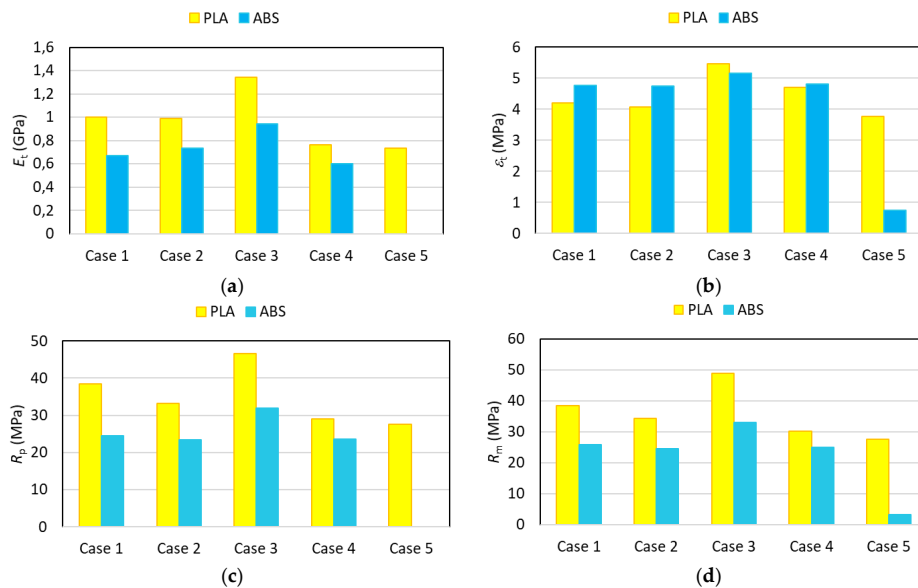 PLA ABS
1,6
1,4
1,2
1
0,8
0,6
0,4
0,2
0
Eₜ (GPa)
Case 1 Case 2 Case 3 Case 4 Case 5
(a)
PLA ABS
6
5
4
3
2
1
0
εₜ (MPa)
Case 1 Case 2 Case 3 Case 4 Case 5
(b)
PLA ABS
50
40
30
20
10
0
Rₚ (MPa)
Case 1 Case 2 Case 3 Case 4 Case 5
(c)
PLA ABS
60
50
40
30
20
10
0
Rₘ (MPa)
Case 1 Case 2 Case 3 Case 4 Case 5
(d)